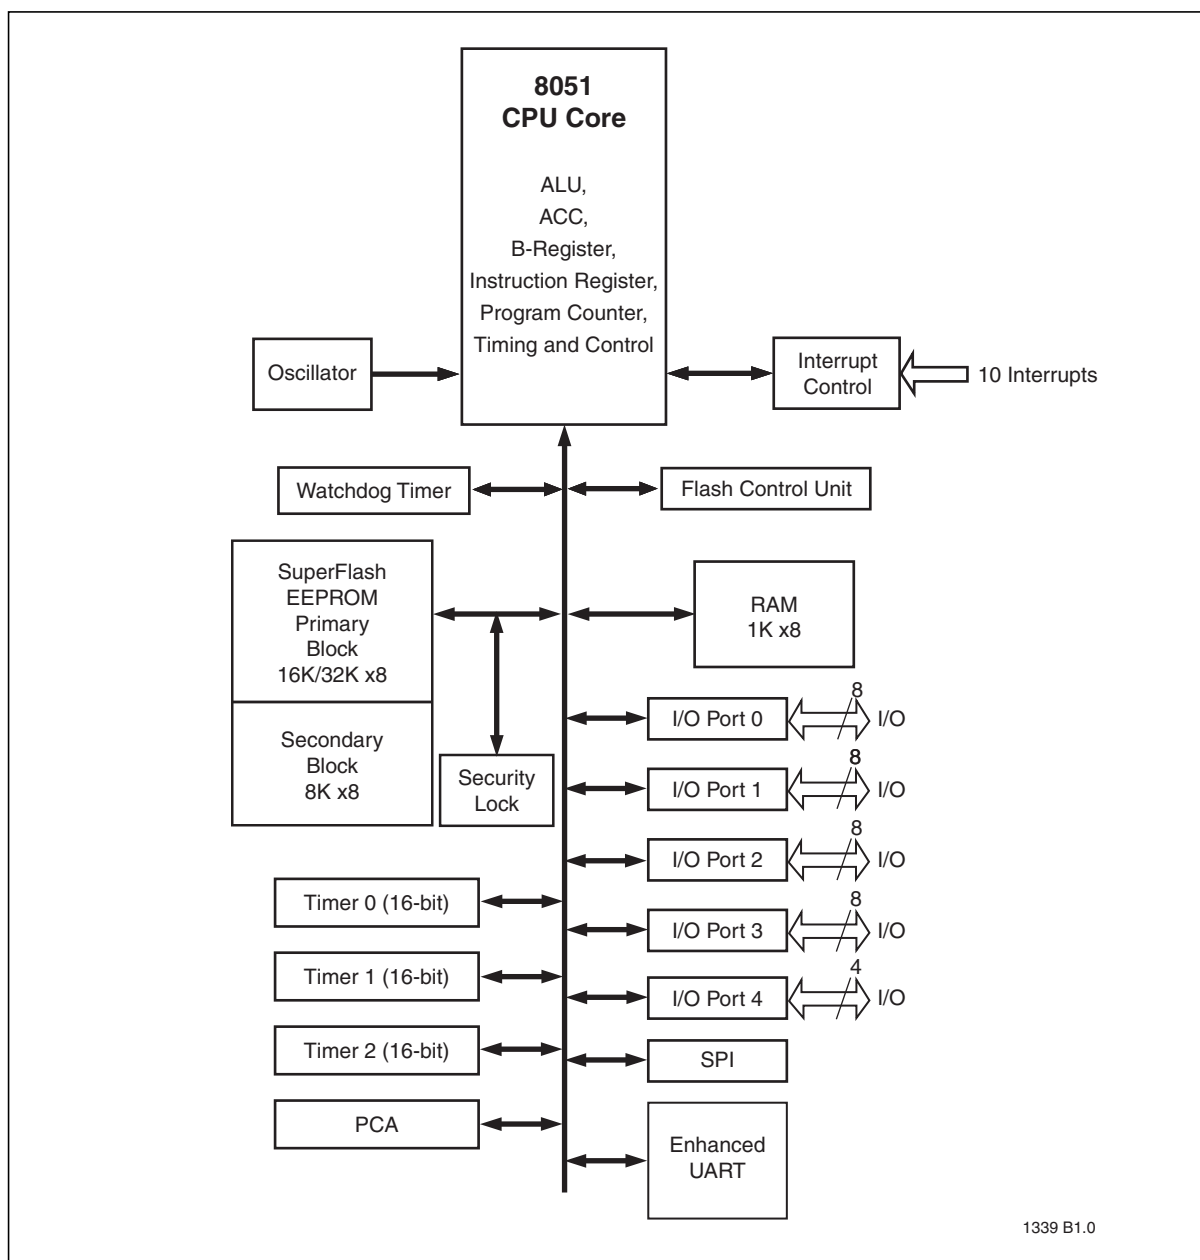 8051
CPU Core
ALU,
ACC,
B-Register,
Instruction Register,
Program Counter,
Timing and Control
Oscillator
Interrupt
Control
10 Interrupts
Watchdog Timer
Flash Control Unit
SuperFlash
EEPROM
Primary
Block
16K/32K x8
RAM
1K x8
Secondary
Block
8K x8
Security
Lock
I/O Port 0
8
I/O
I/O Port 1
8
I/O
I/O Port 2
8
I/O
I/O Port 3
8
I/O
I/O Port 4
4
I/O
Timer 0 (16-bit)
Timer 1 (16-bit)
Timer 2 (16-bit)
SPI
PCA
Enhanced
UART
1339 B1.0